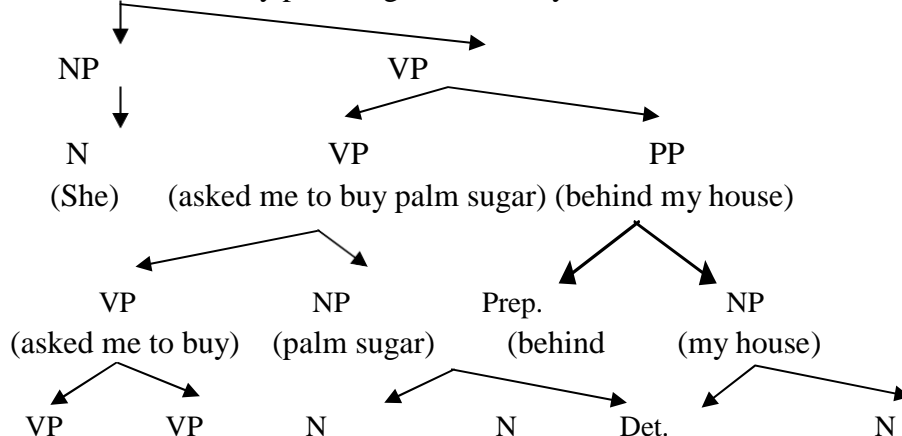 NP VP
N VP PP
(She) (asked me to buy palm sugar) (behind my house)
VP NP Prep. NP
(asked me to buy) (palm sugar) (behind (my house)
VP VP N N Det. N